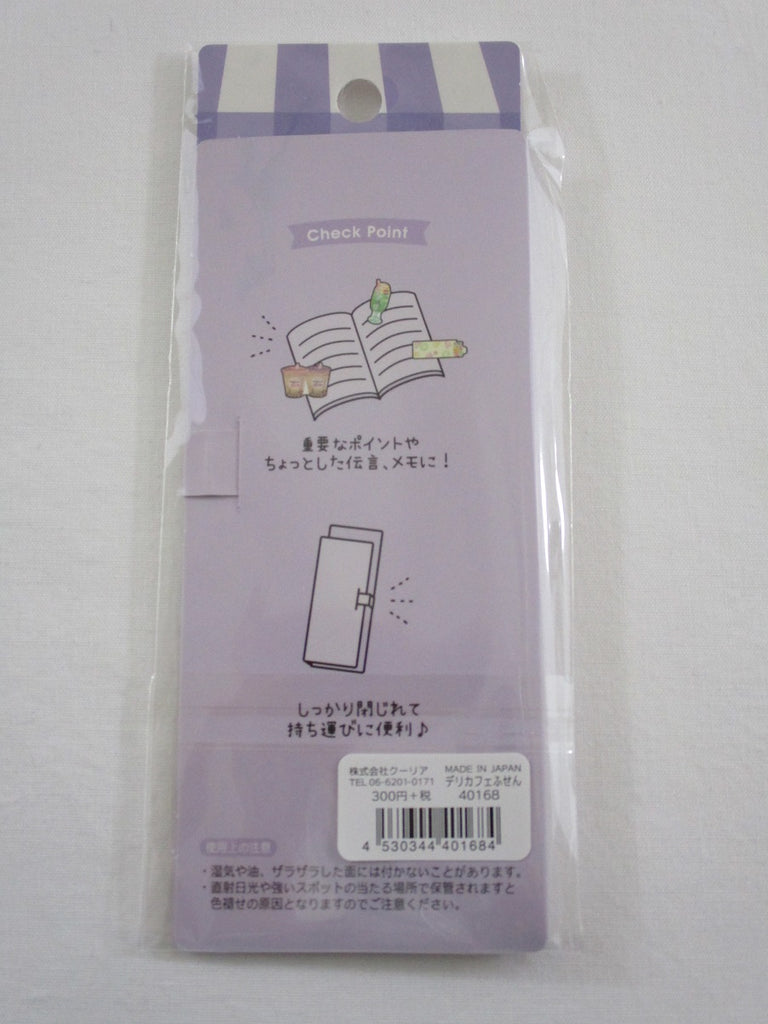 Check Point
重要なポイントや
ちょっとした伝言、メモに!
しっかり閉じれて
持ち運びに便利♪
株式会社クーリア MADE IN JAPAN
TEL 06-6201-0171 デリカフェふせん
300円+税 40168
4 530344 401684
使用上の注意
・湿気や油、ザラザラした面には付かないことがあります。
・直射日光や強いスポットの当たる場所で保管されますと
色褪せの原因となりますのでご注意ください。